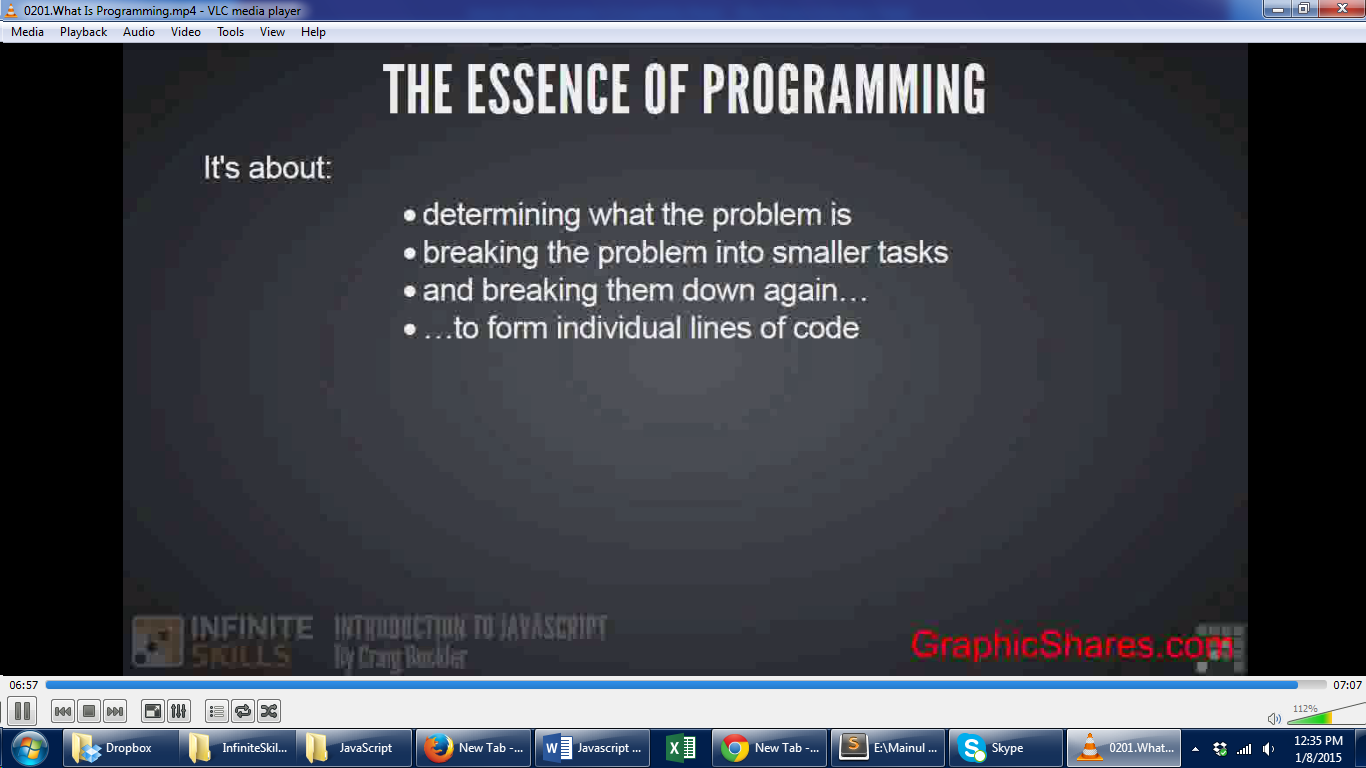 0201.What Is Programming.mp4 - VLC media player
Media Playback Audio Video Tools View Help
THE ESSENCE OF PROGRAMMING
It's about:
• determining what the problem is
• breaking the problem into smaller tasks
• and breaking them down again…
• …to form individual lines of code
INFINITE SKILLS
INTRODUCTION TO JAVASCRIPT
By Craig Buckler
GraphicShares.com
06:57 07:07
112%
Dropbox InfiniteSkil... JavaScript New Tab -... Javascript ... New Tab -... E:\Mainul ... Skype 0201.What...
12:35 PM
1/8/2015